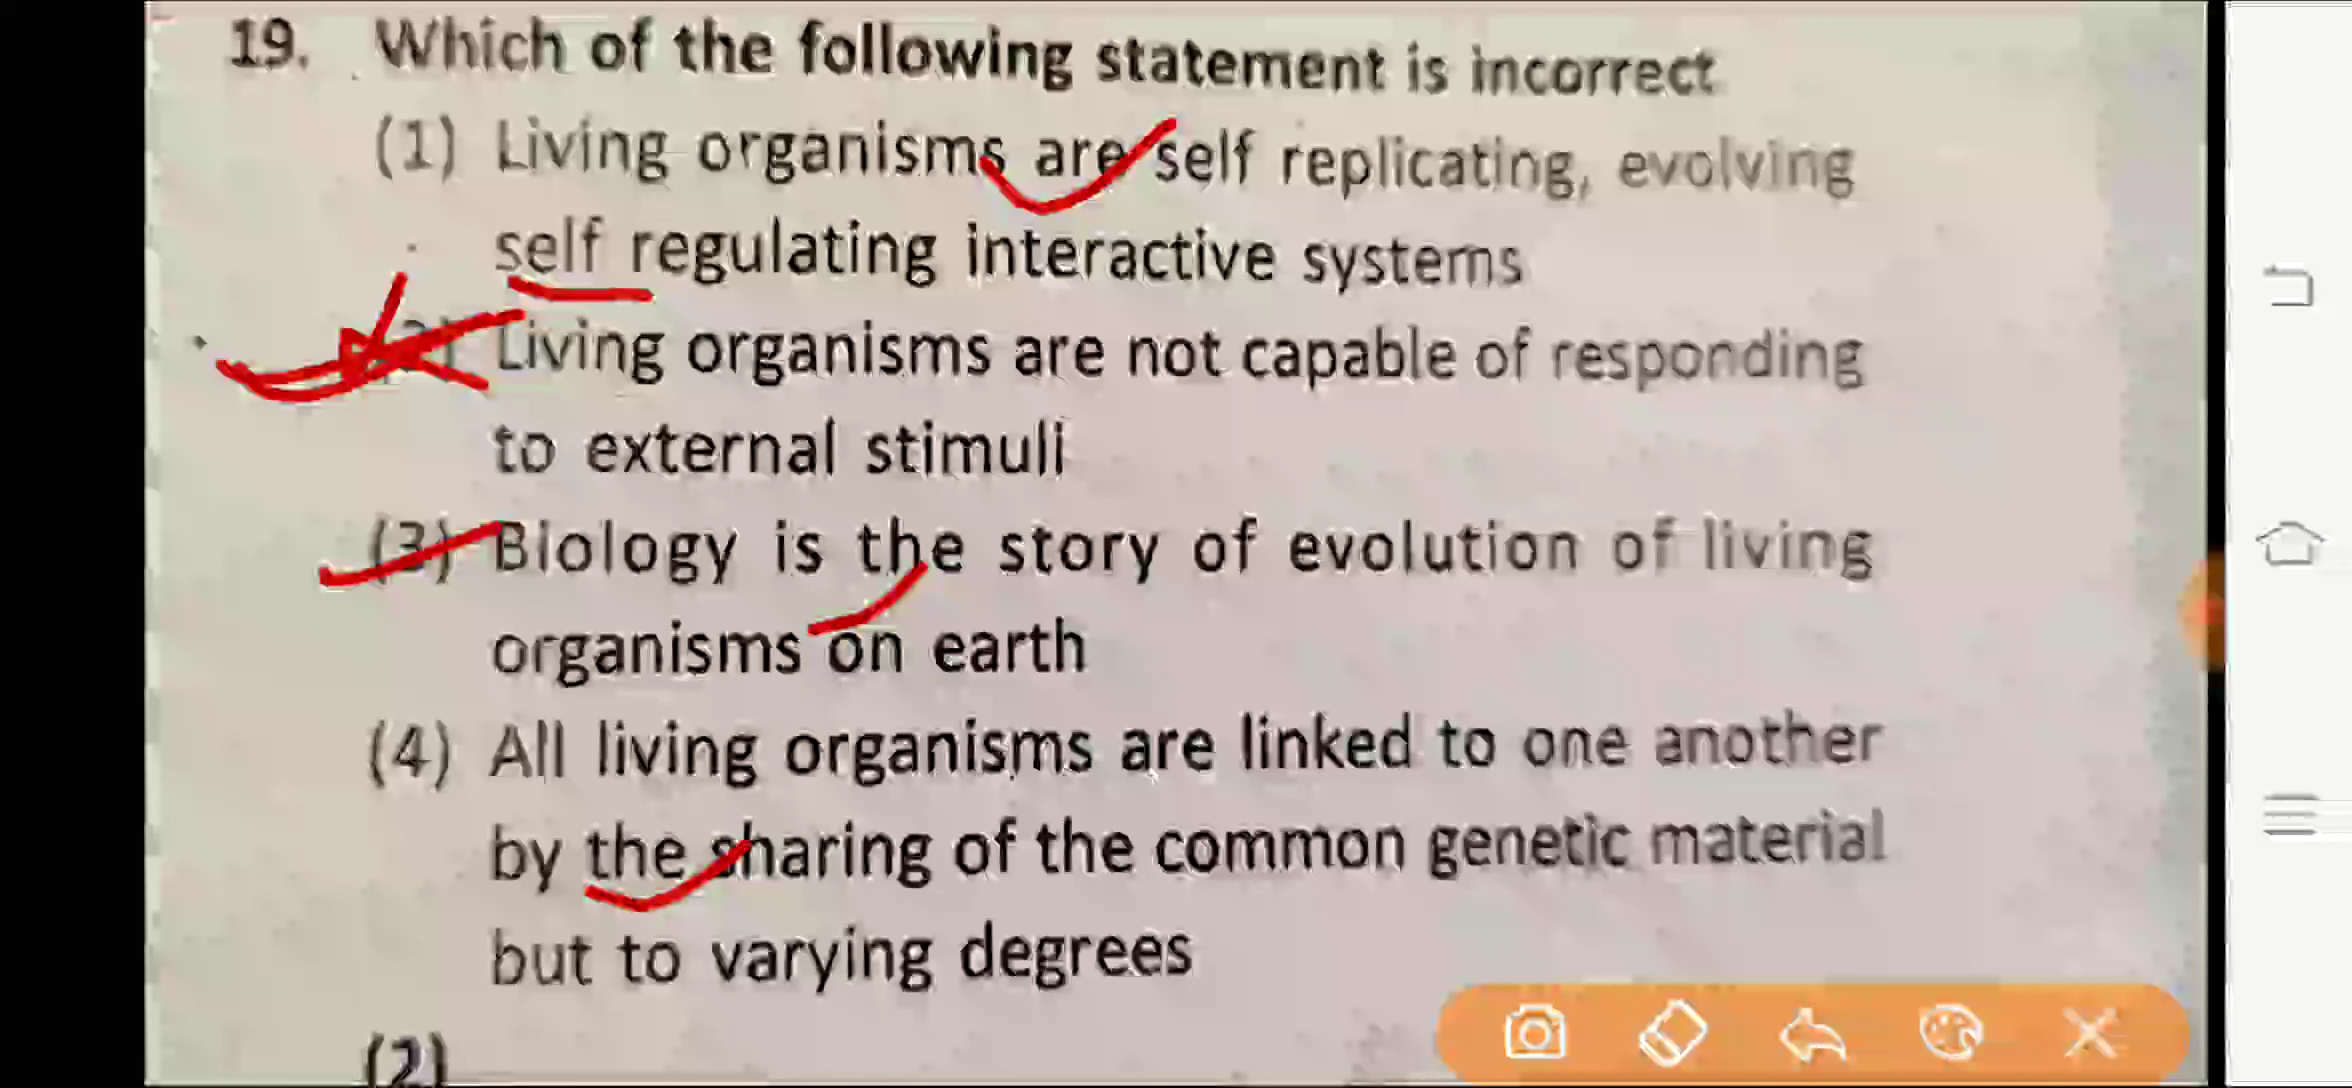 19. Which of the following statement is incorrect
(1) Living organisms are self replicating, evolving
self regulating interactive systems
(2) Living organisms are not capable of responding
to external stimuli
(3) Biology is the story of evolution of living
organisms on earth
(4) All living organisms are linked to one another
by the sharing of the common genetic material
but to varying degrees
(2)